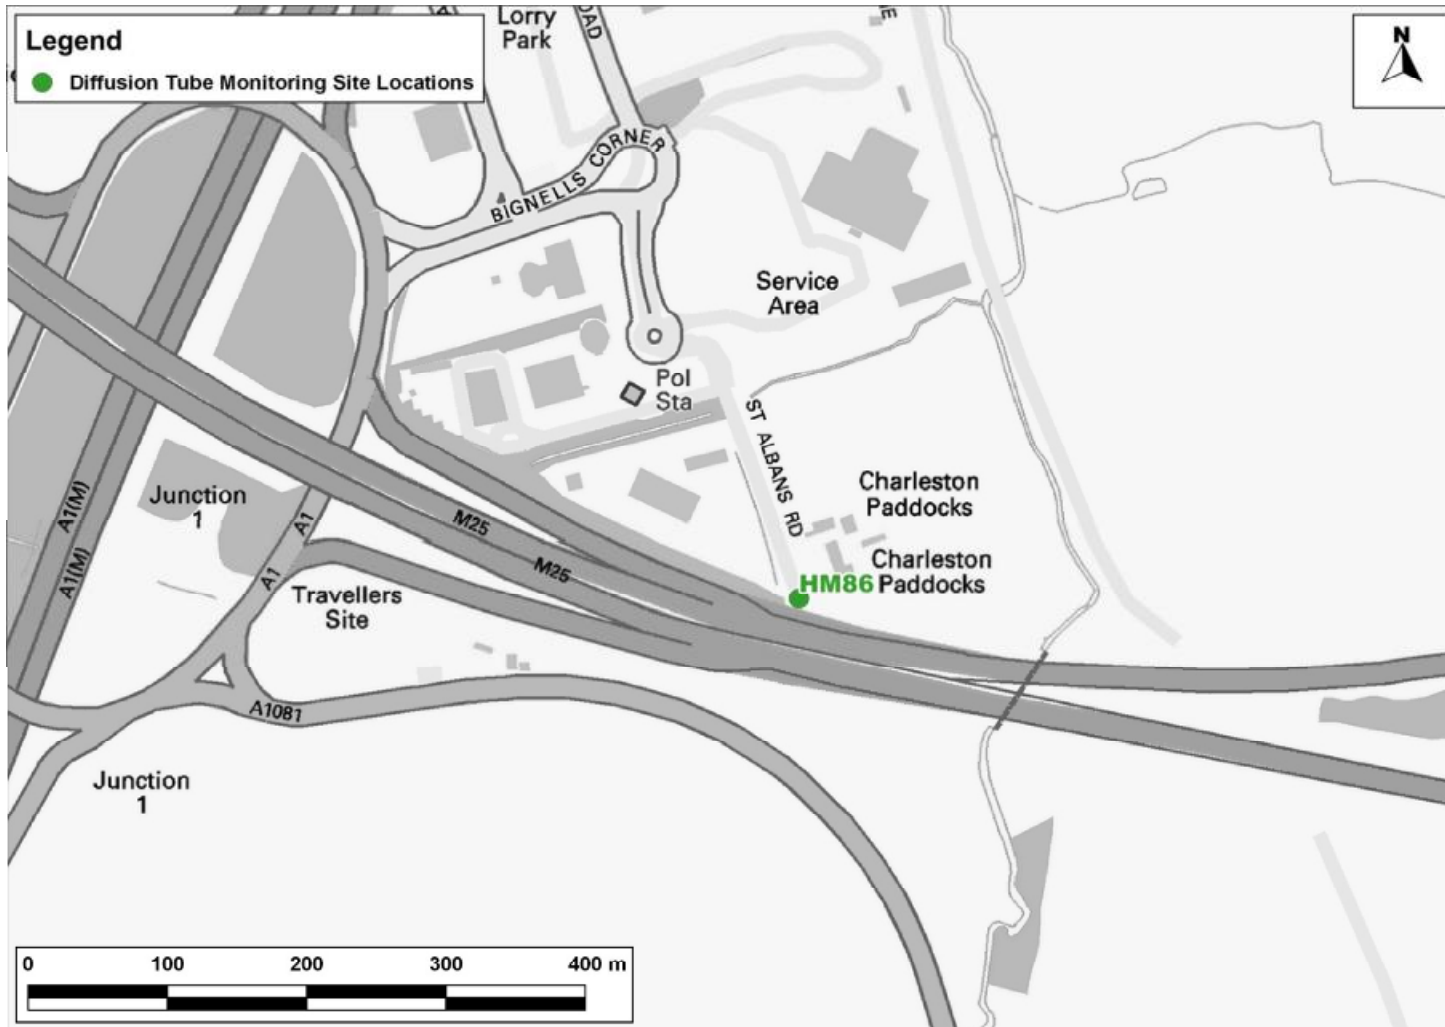 Legend
Diffusion Tube Monitoring Site Locations
Lorry
Park
N
BIGNELLS CORNER
Service
Area
Pol
Sta
ST ALBANS RD
Charleston
Paddocks
Junction
1
A1(M)
A1(M)
A1
A1
M25
M25
Charleston
Paddocks
HM86
Travellers
Site
A1081
Junction
1
0 100 200 300 400 m